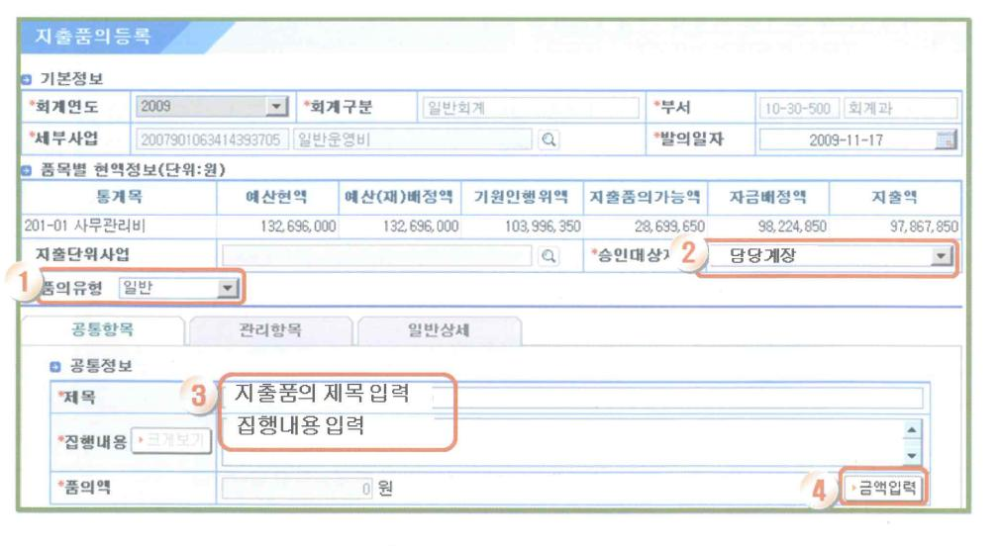 지출품의등록
기본정보
*회계연도 2009 *회계구분 일반회계 *부서 10-30-500 회계과
*세부사업 2007901063414393705 일반운영비 *발의일자 2009-11-17
품목별 현액정보(단위:원)
통계목 예산현액 예산(재)배정액 기원인행위액 지출품의가능액 자금배정액 지출액
201-01 사무관리비 132,696,000 132,696,000 103,996,350 28,699,650 98,224,850 97,867,850
지출단위사업 *승인대상 2 담당계장
1 품의유형 일반
공통항목 관리항목 일반상세
공통정보
*제목 3 지출품의 제목 입력
*집행내용 크게보기 집행내용 입력
*품의액 0 원 4 금액입력